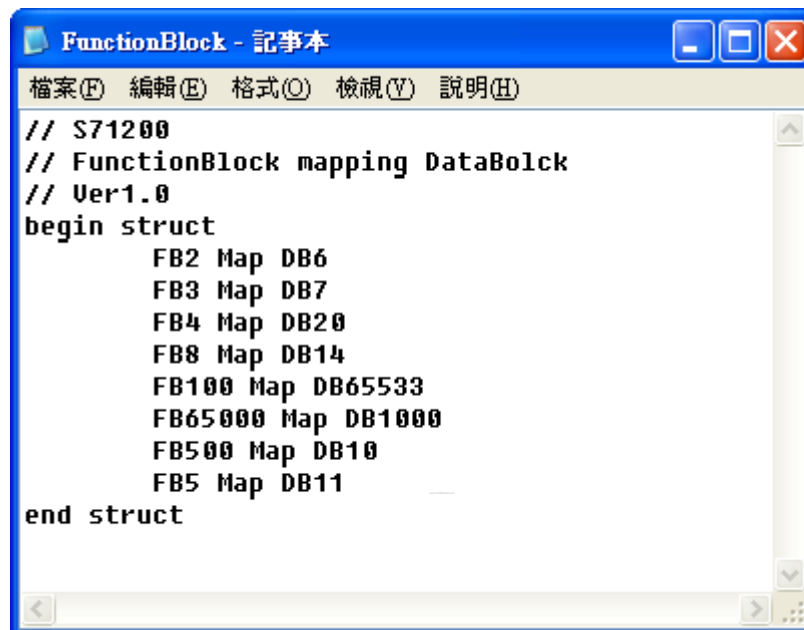 FunctionBlock - 記事本
檔案(F) 編輯(E) 格式(O) 檢視(V) 說明(H)
// S71200
// FunctionBlock mapping DataBolck
// Ver1.0
begin struct
FB2 Map DB6
FB3 Map DB7
FB4 Map DB20
FB8 Map DB14
FB100 Map DB65533
FB65000 Map DB1000
FB500 Map DB10
FB5 Map DB11
end struct